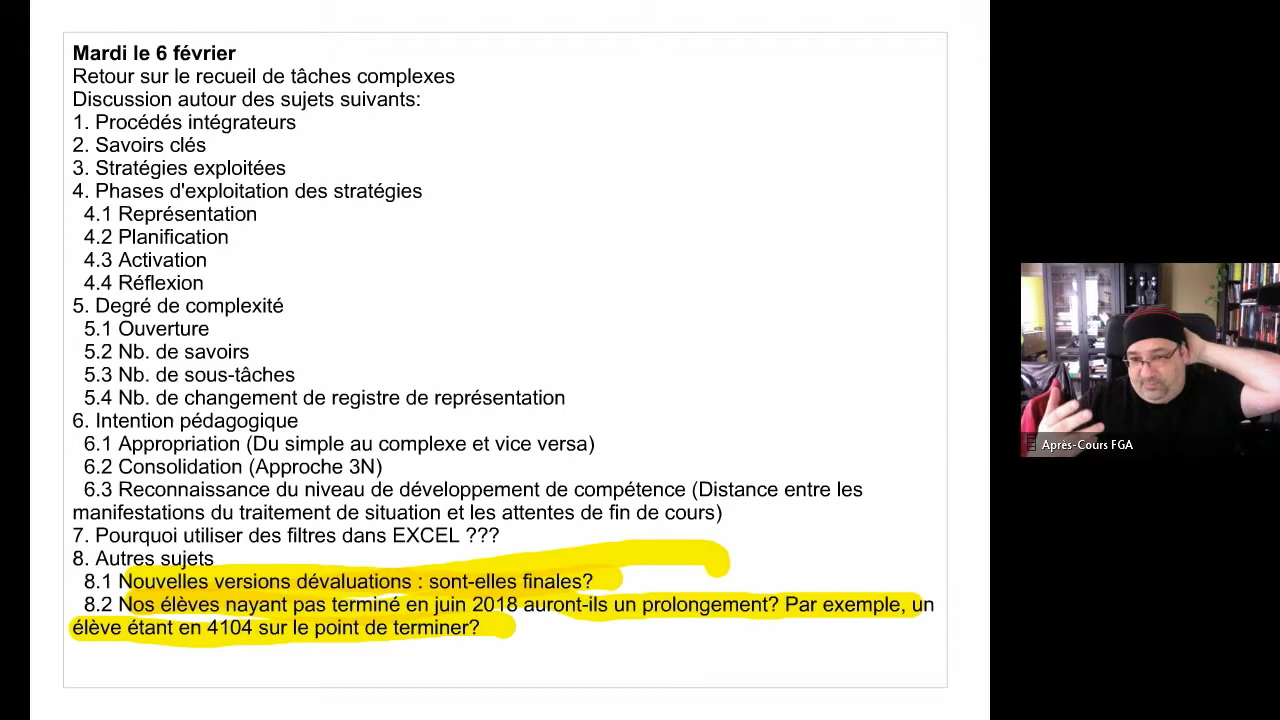 Mardi le 6 février
Retour sur le recueil de tâches complexes
Discussion autour des sujets suivants:
1. Procédés intégrateurs
2. Savoirs clés
3. Stratégies exploitées
4. Phases d'exploitation des stratégies
4.1 Représentation
4.2 Planification
4.3 Activation
4.4 Réflexion
5. Degré de complexité
5.1 Ouverture
5.2 Nb. de savoirs
5.3 Nb. de sous-tâches
5.4 Nb. de changement de registre de représentation
6. Intention pédagogique
6.1 Appropriation (Du simple au complexe et vice versa)
6.2 Consolidation (Approche 3N)
6.3 Reconnaissance du niveau de développement de compétence (Distance entre les
manifestations du traitement de situation et les attentes de fin de cours)
7. Pourquoi utiliser des filtres dans EXCEL ???
8. Autres sujets
8.1 Nouvelles versions dévaluations : sont-elles finales?
8.2 Nos élèves nayant pas terminé en juin 2018 auront-ils un prolongement? Par exemple, un
élève étant en 4104 sur le point de terminer?
Après-Cours FGA